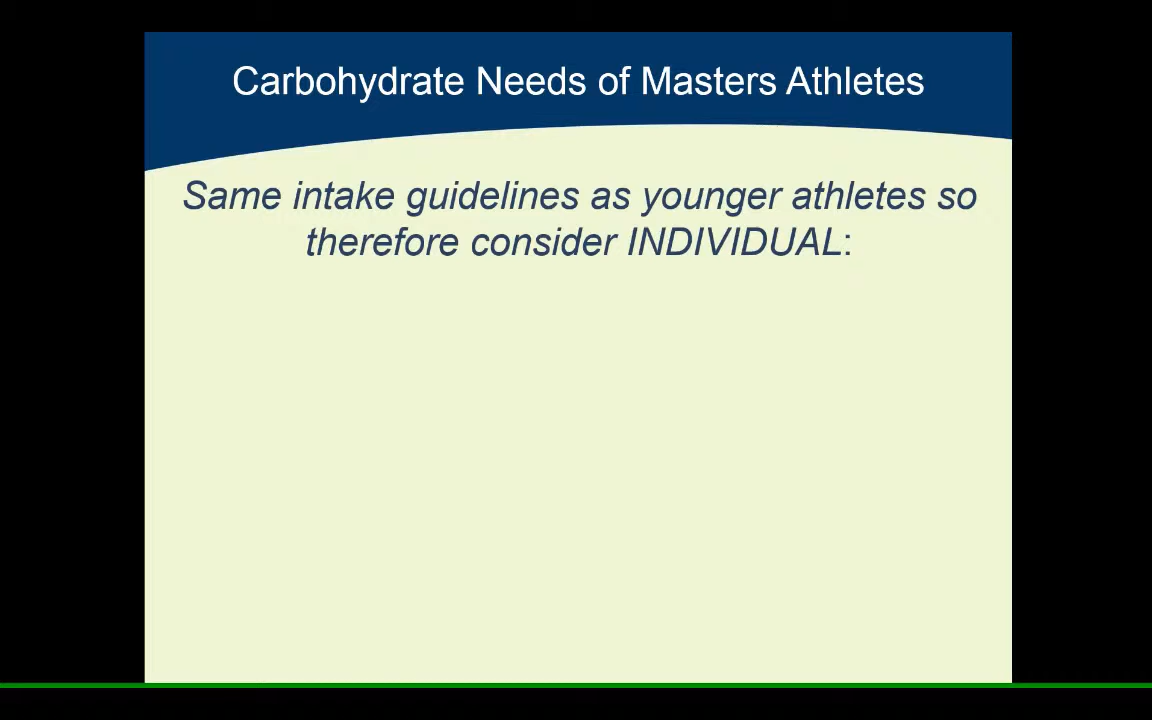 Carbohydrate Needs of Masters Athletes
Same intake guidelines as younger athletes so
therefore consider INDIVIDUAL: